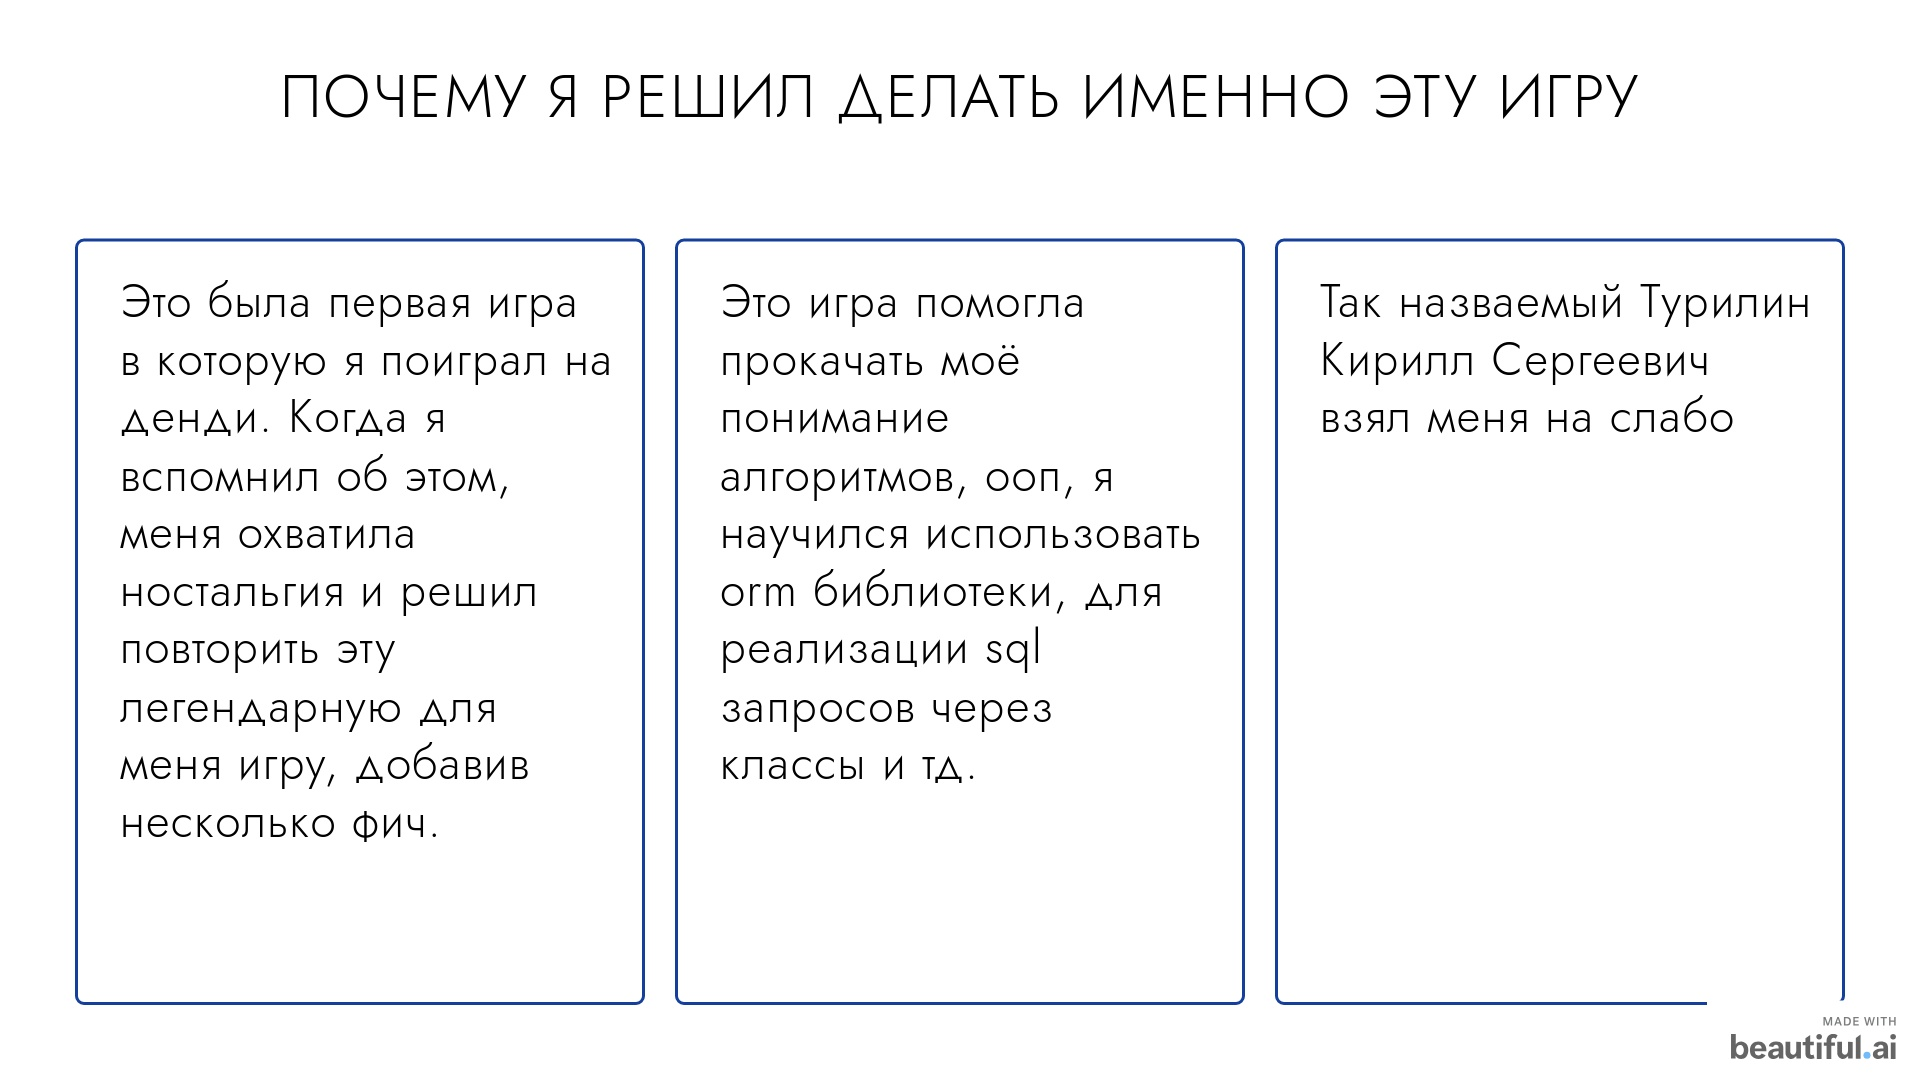 ПОЧЕМУ Я РЕШИЛ ДЕЛАТЬ ИМЕННО ЭТУ ИГРУ
Это была первая игра
в которую я поиграл на
денди. Когда я
вспомнил об этом,
меня охватила
ностальгия и решил
повторить эту
легендарную для
меня игру, добавив
несколько фич.
Это игра помогла
прокачать моё
понимание
алгоритмов, ооп, я
научился использовать
orm библиотеки, для
реализации sql
запросов через
классы и тд.
Так назваемый Турилин
Кирилл Сергеевич
взял меня на слабо
MADE WITH
beautiful.ai